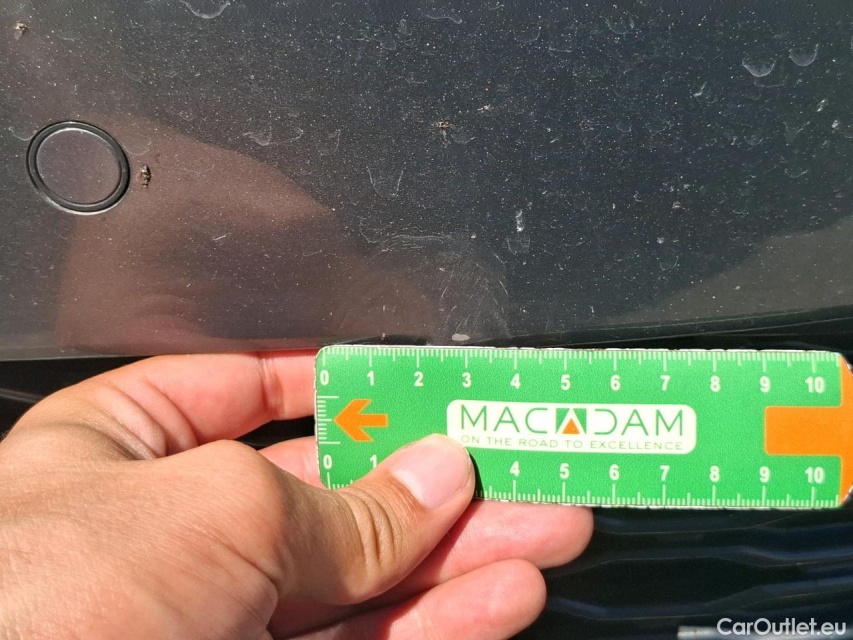 0 1 2 3 4 5 6 7 8 9 10
MACADAM
ON THE ROAD TO EXCELLENCE
0 1 4 5 6 7 8 9 10
CarOutlet.eu